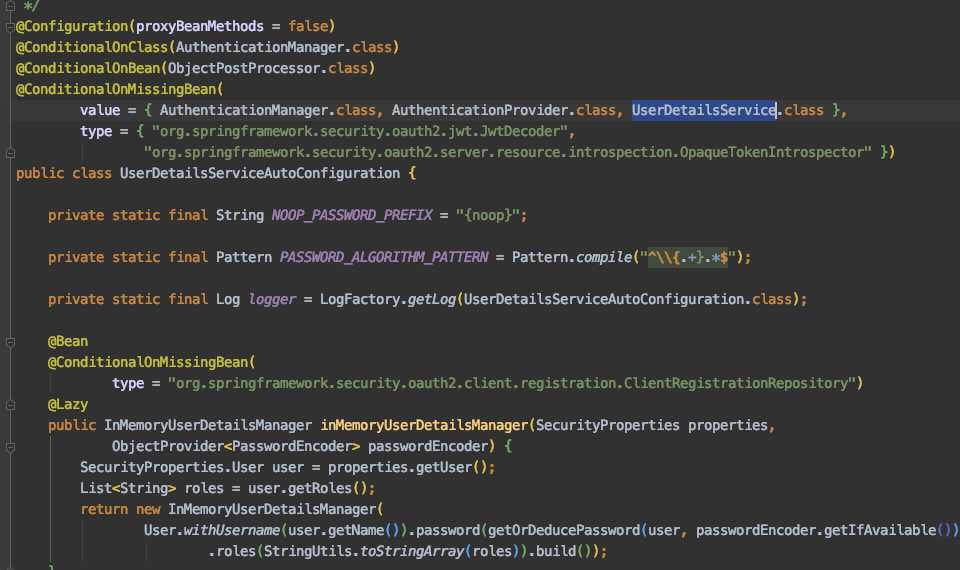 */
@Configuration(proxyBeanMethods = false)
@ConditionalOnClass(AuthenticationManager.class)
@ConditionalOnBean(ObjectPostProcessor.class)
@ConditionalOnMissingBean(
value = { AuthenticationManager.class, AuthenticationProvider.class, UserDetailsService.class },
type = { "org.springframework.security.oauth2.jwt.JwtDecoder",
"org.springframework.security.oauth2.server.resource.introspection.OpaqueTokenIntrospector" })
public class UserDetailsServiceAutoConfiguration {
private static final String NOOP_PASSWORD_PREFIX = "{noop}";
private static final Pattern PASSWORD_ALGORITHM_PATTERN = Pattern.compile("^\\{.+}.*$");
private static final Log logger = LogFactory.getLog(UserDetailsServiceAutoConfiguration.class);
@Bean
@ConditionalOnMissingBean(
type = "org.springframework.security.oauth2.client.registration.ClientRegistrationRepository")
@Lazy
public InMemoryUserDetailsManager inMemoryUserDetailsManager(SecurityProperties properties,
ObjectProvider<PasswordEncoder> passwordEncoder) {
SecurityProperties.User user = properties.getUser();
List<String> roles = user.getRoles();
return new InMemoryUserDetailsManager(
User.withUsername(user.getName()).password(getOrDeducePassword(user, passwordEncoder.getIfAvailable())
.roles(StringUtils.toStringArray(roles)).build());